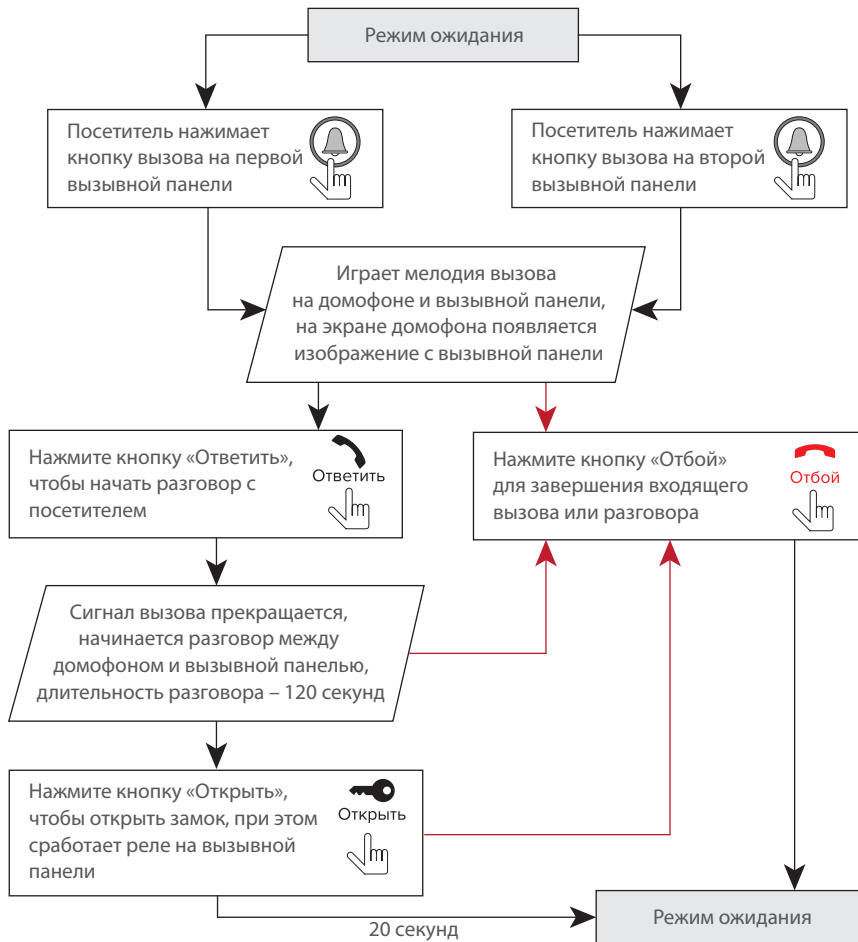 Режим ожидания
Посетитель нажимает
кнопку вызова на первой
вызывной панели
Посетитель нажимает
кнопку вызова на второй
вызывной панели
Играет мелодия вызова
на домофоне и вызывной панели,
на экране домофона появляется
изображение с вызывной панели
Нажмите кнопку «Ответить»,
чтобы начать разговор с
посетителем
Ответить
Нажмите кнопку «Отбой»
для завершения входящего
вызова или разговора
Отбой
Сигнал вызова прекращается,
начинается разговор между
домофоном и вызывной панелью,
длительность разговора – 120 секунд
Нажмите кнопку «Открыть»,
чтобы открыть замок, при этом
сработает реле на вызывной
панели
Открыть
20 секунд
Режим ожидания